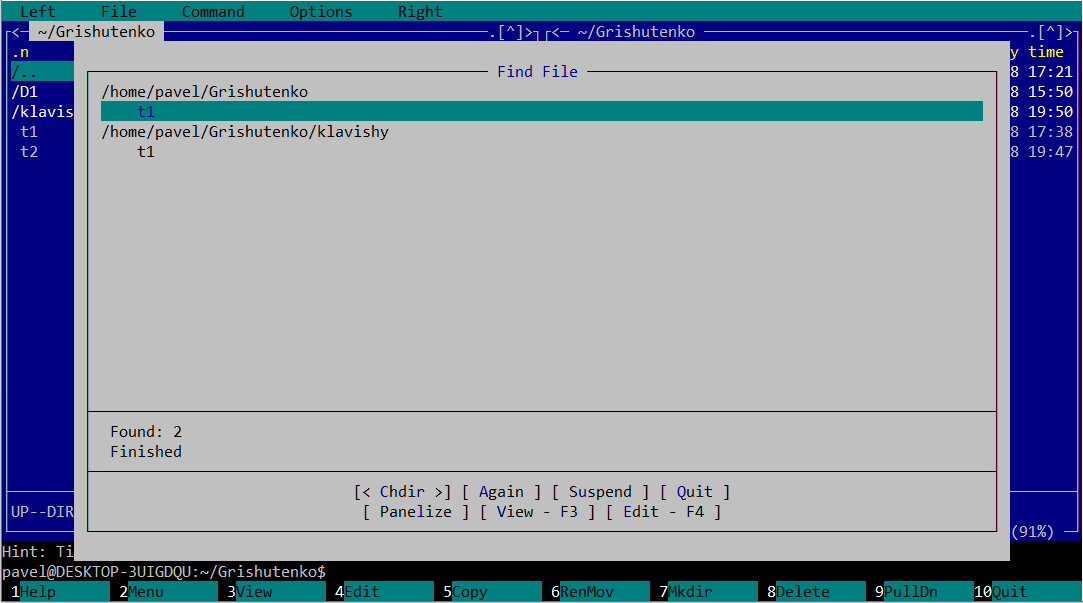 Left File Command Options Right
<─ ~/Grishutenko .[^]> <─ ~/Grishutenko .[^]>
.n y time
/.. 8 17:21
/D1 8 15:50
/klavis 8 19:50
t1 8 17:38
t2 8 19:47
Find File
/home/pavel/Grishutenko
t1
/home/pavel/Grishutenko/klavishy
t1
Found: 2
Finished
[< Chdir >] [ Again ] [ Suspend ] [ Quit ]
[ Panelize ] [ View - F3 ] [ Edit - F4 ]
UP--DIR
(91%)
Hint: Ti
pavel@DESKTOP-3UIGDQU:~/Grishutenko$
1Help 2Menu 3View 4Edit 5Copy 6RenMov 7Mkdir 8Delete 9PullDn 10Quit